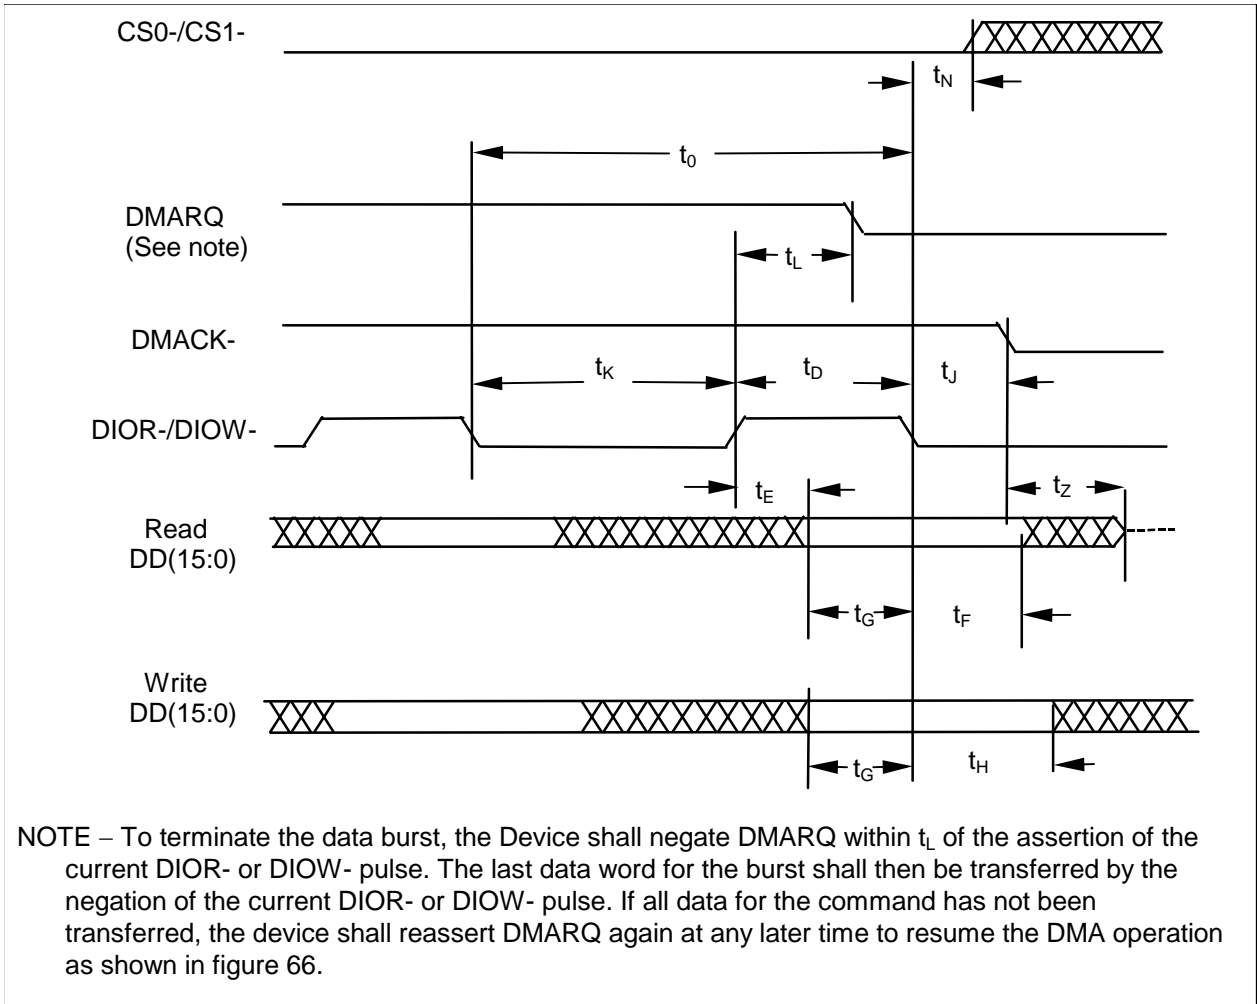 CS0-/CS1-
tN
t0
DMARQ
(See note)
tL
DMACK-
tK
tD
tJ
DIOR-/DIOW-
tE
tZ
Read
DD(15:0)
tG
tF
Write
DD(15:0)
tG
tH
NOTE – To terminate the data burst, the Device shall negate DMARQ within tL of the assertion of the
current DIOR- or DIOW- pulse. The last data word for the burst shall then be transferred by the
negation of the current DIOR- or DIOW- pulse. If all data for the command has not been
transferred, the device shall reassert DMARQ again at any later time to resume the DMA operation
as shown in figure 66.